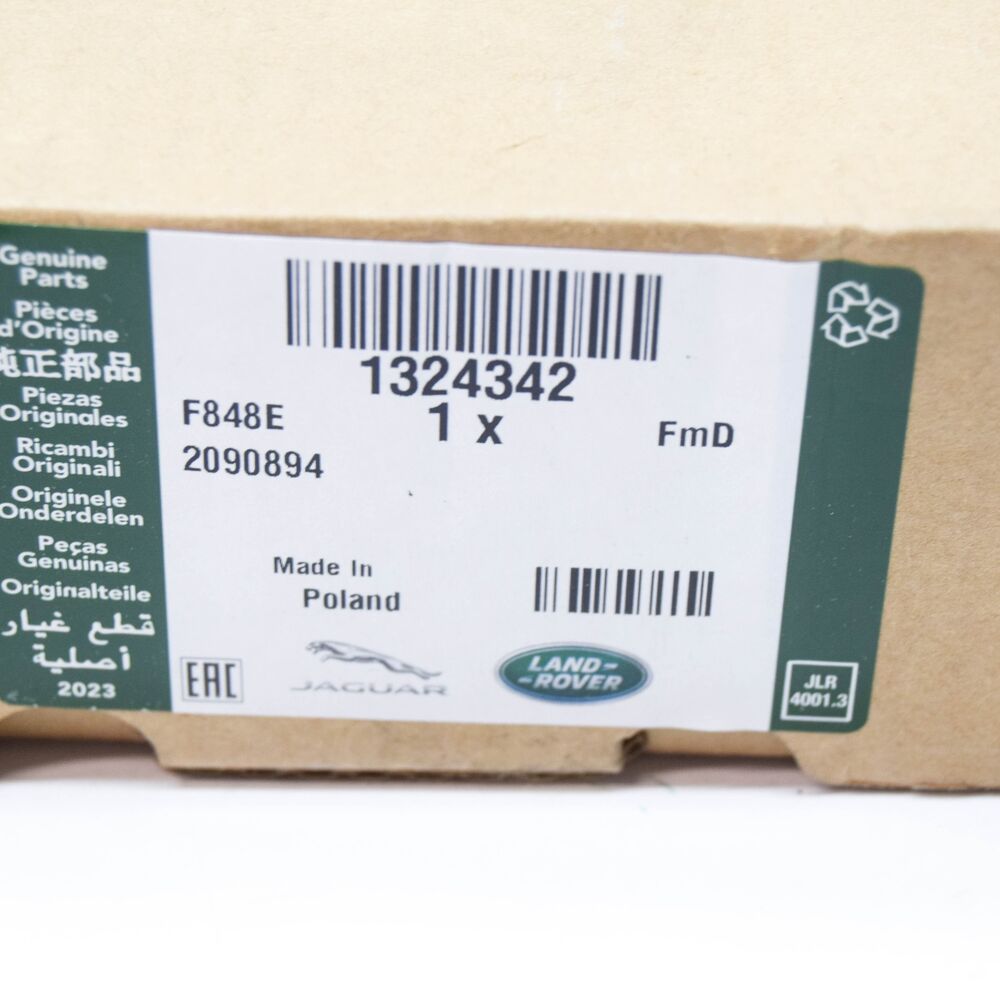 Genuine
Parts
Pièces
d'Origine
純正部品
Piezas
Originales
Ricambi
Originali
Originele
Onderdelen
Peças
Genuinas
Originalteile
قطع غيار
أصلية
2023
1324342
F848E
1 x
FmD
2090894
Made In
Poland
EAC
JAGUAR
LAND-
-ROVER
JLR
4001.3